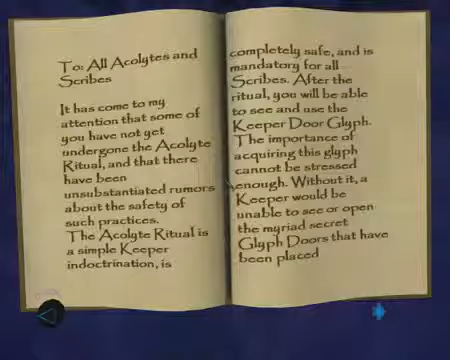 To: All Acolytes and
Scribes
It has come to my
attention that some of
you have not yet
undergone the Acolyte
Ritual, and that there
have been
unsubstantiated rumors
about the safety of
such practices.
The Acolyte Ritual is
a simple Keeper
indoctrination, is
completely safe, and is
mandatory for all
Scribes. After the
ritual, you will be able
to see and use the
Keeper Door Glyph.
The importance of
acquiring this glyph
cannot be stressed
enough. Without it, a
Keeper would be
unable to see or open
the myriad secret
Glyph Doors that have
been placed